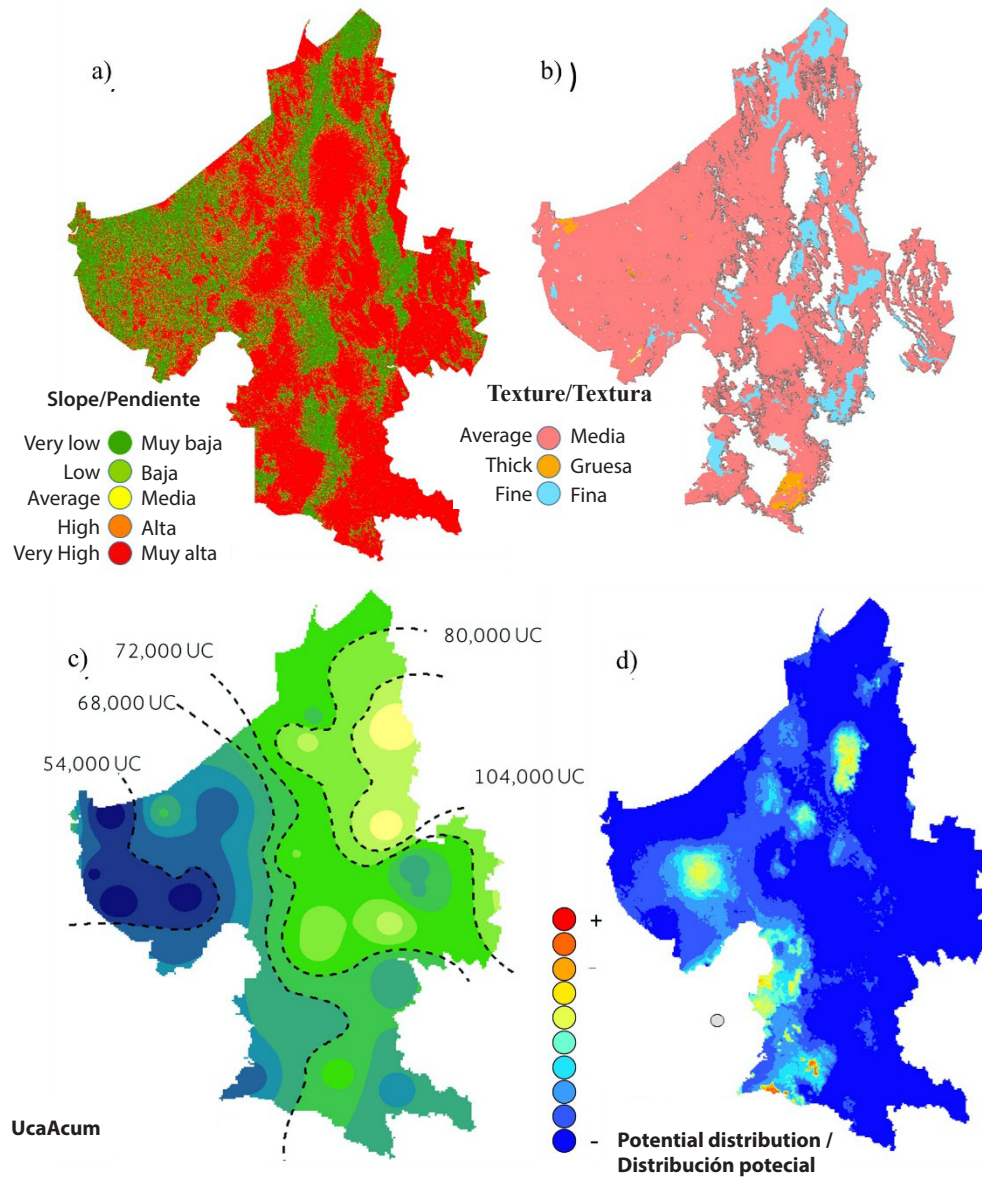 a)
b) )
Slope/Pendiente
Very low Muy baja
Low Baja
Average Media
High Alta
Very High Muy alta
Texture/Textura
Average Media
Thick Gruesa
Fine Fina
c)
72,000 UC
68,000 UC
54,000 UC
80,000 UC
104,000 UC
UcaAcum
d)
+
–
–
Potential distribution /
Distribución potecial